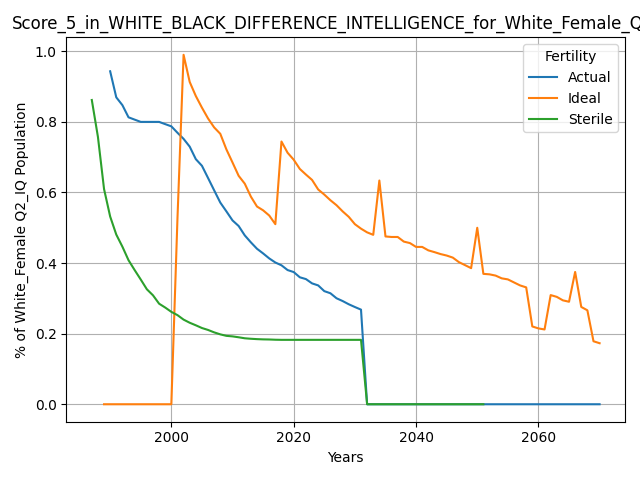 Score_5_in_WHITE_BLACK_DIFFERENCE_INTELLIGENCE_for_White_Female_Q
Fertility
Actual
Ideal
Sterile
% of White_Female Q2_IQ Population
1.0
0.8
0.6
0.4
0.2
0.0
2000 2020 2040 2060
Years